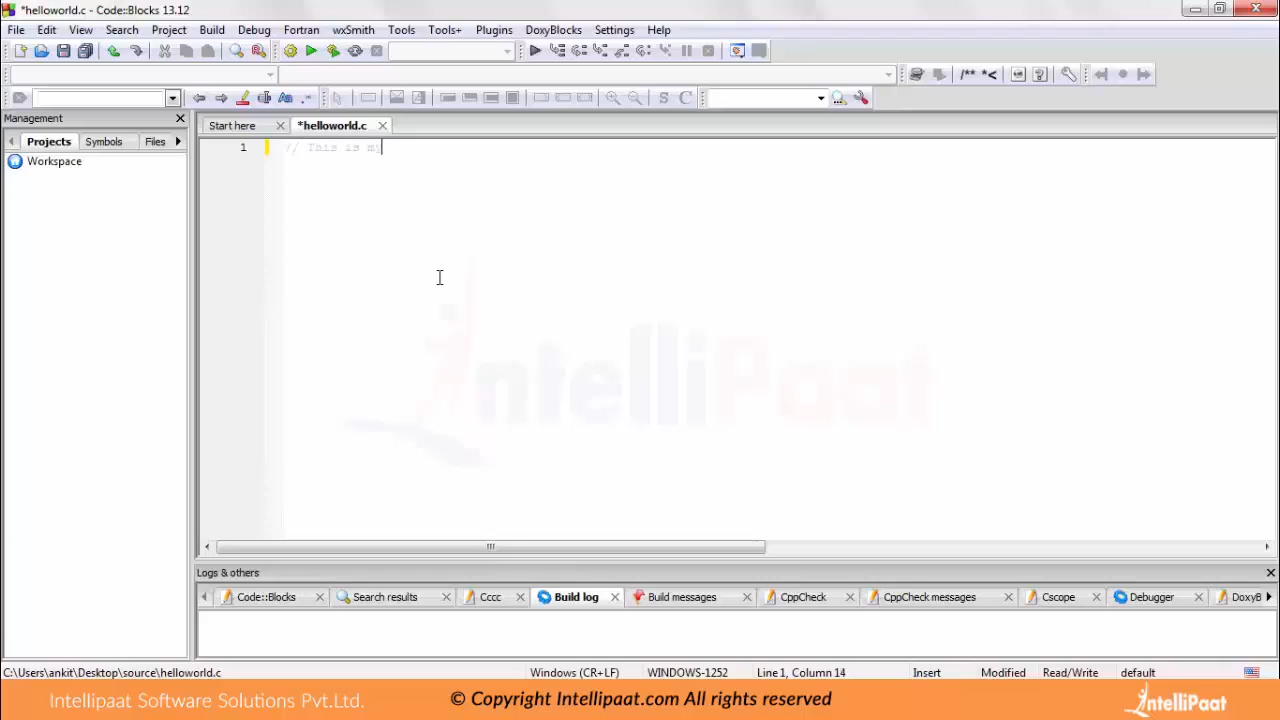 *helloworld.c - Code::Blocks 13.12
File Edit View Search Project Build Debug Fortran wxSmith Tools Tools+ Plugins DoxyBlocks Settings Help
/** *<
S C
Management
Start here *helloworld.c
Projects Symbols Files
1 // This is my
Workspace
IntelliPaat
Logs & others
Code::Blocks Search results Cccc Build log Build messages CppCheck CppCheck messages Cscope Debugger DoxyB
C:\Users\ankit\Desktop\source\helloworld.c Windows (CR+LF) WINDOWS-1252 Line 1, Column 14 Insert Modified Read/Write default
Intellipaat Software Solutions Pvt.Ltd. © Copyright Intellipaat.com All rights reserved IntelliPaat